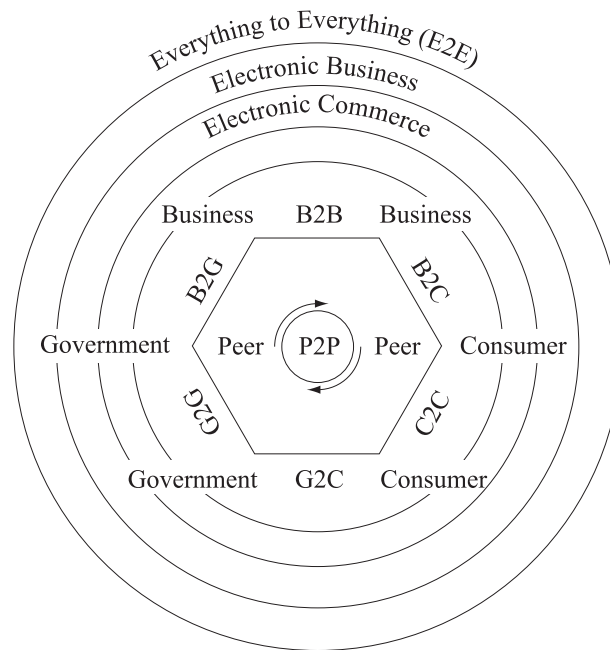 Everything to Everything (E2E)
Electronic Business
Electronic Commerce
Business B2B Business
B2G B2C
Government Peer P2P Peer Consumer
G2G C2C
Government G2C Consumer